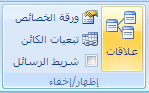 علاقات
ورقة الخصائص
تبعيات الكائن
شريط الرسائل
إظهار/إخفاء